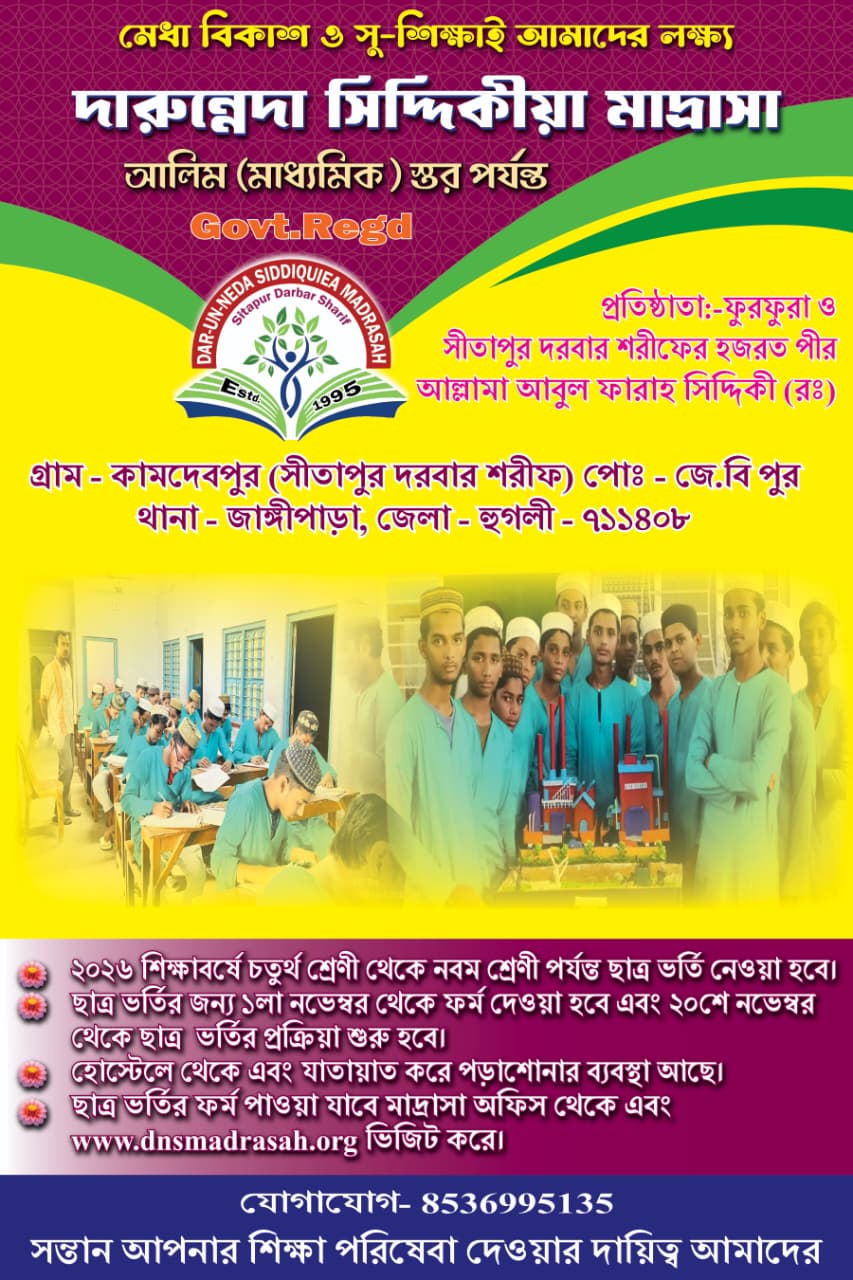 মেধা বিকাশ ও সু-শিক্ষাই আমাদের লক্ষ্য
দারুন্নেদা সিদ্দিকীয়া মাদ্রাসা
আলিম (মাধ্যমিক) স্তর পর্যন্ত
Govt.Regd
DAR-UN-NEDA SIDDIQUIEA MADRASAH
Sitapur Darbar Sharif
Estd. 1995
প্রতিষ্ঠাতা:-ফুরফুরা ও
সীতাপুর দরবার শরীফের হজরত পীর
আল্লামা আবুল ফারাহ সিদ্দিকী (রঃ)
গ্রাম - কামদেবপুর (সীতাপুর দরবার শরীফ) পোঃ - জে.বি পুর
থানা - জাঙ্গীপাড়া, জেলা - হুগলী - ৭১১৪০৮
২০২৬ শিক্ষাবর্ষে চতুর্থ শ্রেণী থেকে নবম শ্রেণী পর্যন্ত ছাত্র ভর্তি নেওয়া হবে।
ছাত্র ভর্তির জন্য ১লা নভেম্বর থেকে ফর্ম দেওয়া হবে এবং ২০শে নভেম্বর
থেকে ছাত্র ভর্তির প্রক্রিয়া শুরু হবে।
হোস্টেলে থেকে এবং যাতায়াত করে পড়াশোনার ব্যবস্থা আছে।
ছাত্র ভর্তির ফর্ম পাওয়া যাবে মাদ্রাসা অফিস থেকে এবং
www.dnsmadrasah.org ভিজিট করে।
যোগাযোগ- 8536995135
সন্তান আপনার শিক্ষা পরিষেবা দেওয়ার দায়িত্ব আমাদের